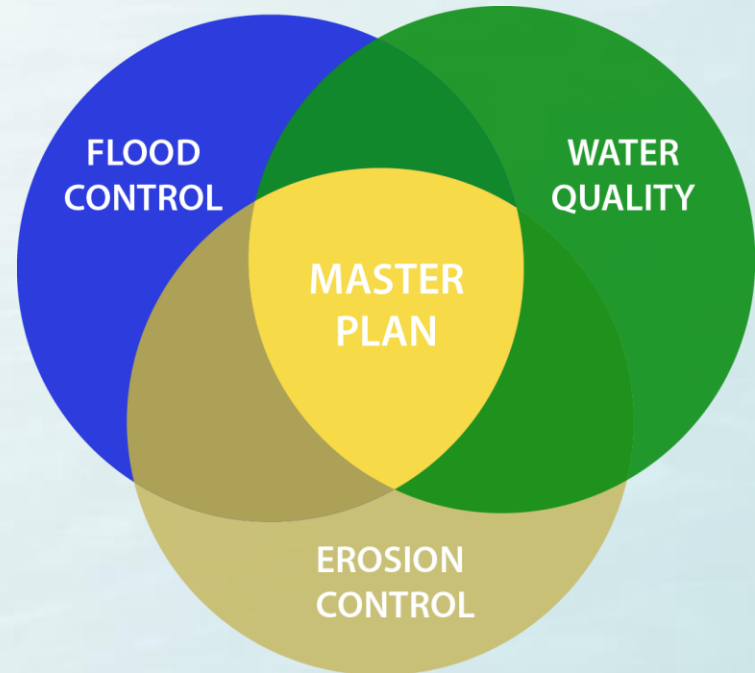 FLOOD
CONTROL
WATER
QUALITY
MASTER
PLAN
EROSION
CONTROL